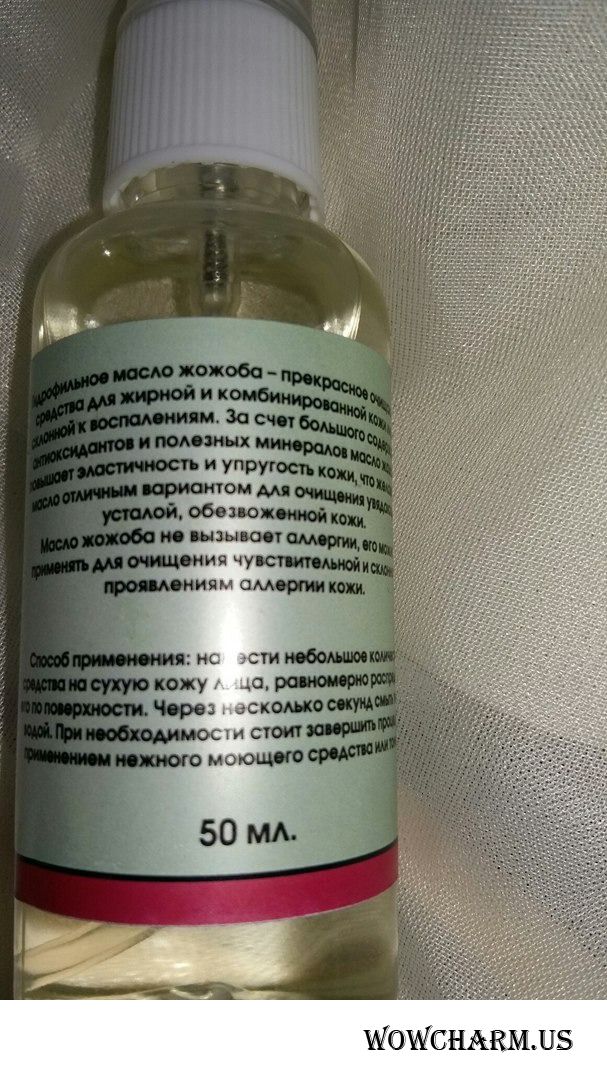 Гидрофильное масло жожоба – прекрасное
средства для жирной и комбинированной кожи
склонной к воспалениям. За счет большого
антиоксидантов и полезных минералов масло
повышает эластичность и упругость кожи, что
масло отличным вариантом для очищения
усталой, обезвоженной кожи.
Масло жожоба не вызывает аллергии, его
применять для очищения чувствительной и
проявлениям аллергии кожи.
Способ применения: нанести небольшое
средства на сухую кожу лица, равномерно
его по поверхности. Через несколько секунд
водой. При необходимости стоит завершить
применением нежного моющего средства или
50 мл.
WOWCHARM.US